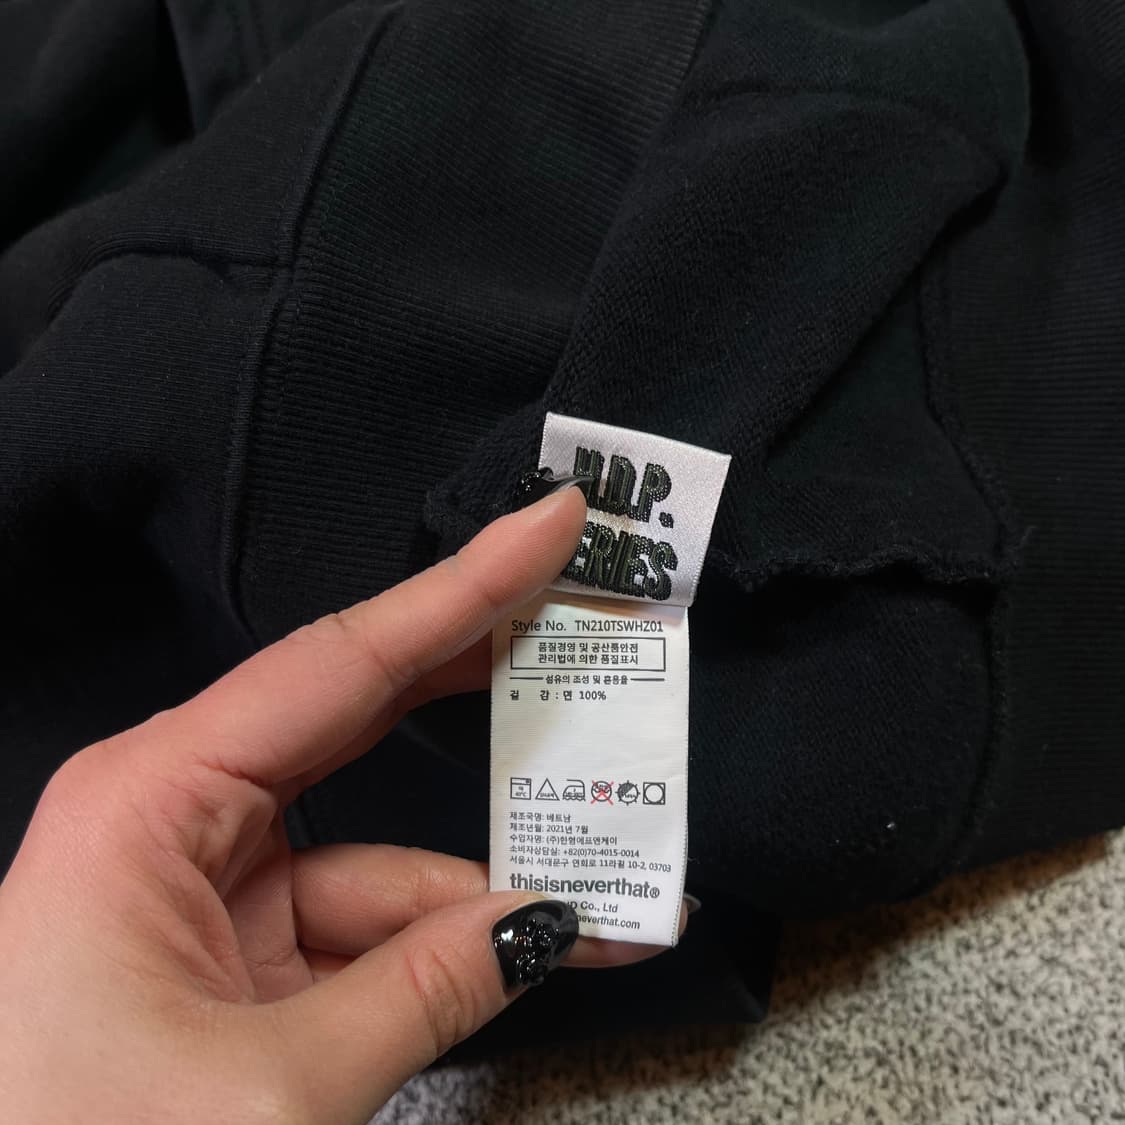 H.D.P.
ERIES
Style No. TN210TSWHZ01
품질경영 및 공산품안전
관리법에 의한 품질표시
섬유의 조성 및 혼용율
겉 감 : 면 100%
제조국명: 베트남
제조년월: 2021년 7월
수입자명: (주)한형에프엔케이
소비자상담실: +82(0)70-4015-0014
서울시 서대문구 연희로 11라길 10-2, 03703
thisisneverthat®
Co., Ltd
neverthat.com